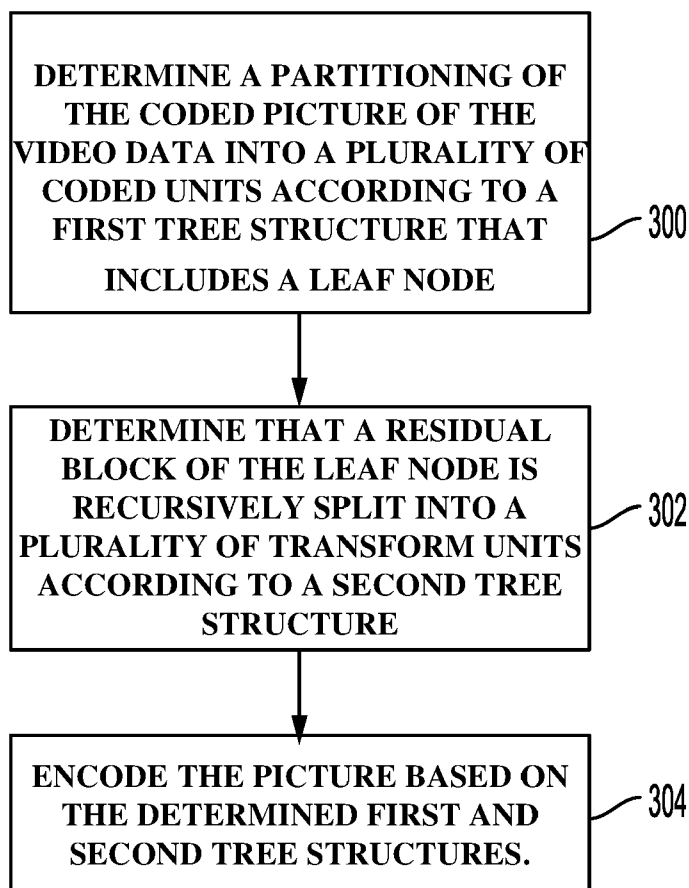 DETERMINE A PARTITIONING OF
THE CODED PICTURE OF THE
VIDEO DATA INTO A PLURALITY OF
CODED UNITS ACCORDING TO A
FIRST TREE STRUCTURE THAT
INCLUDES A LEAF NODE
300
DETERMINE THAT A RESIDUAL
BLOCK OF THE LEAF NODE IS
RECURSIVELY SPLIT INTO A
PLURALITY OF TRANSFORM UNITS
ACCORDING TO A SECOND TREE
STRUCTURE
302
ENCODE THE PICTURE BASED ON
THE DETERMINED FIRST AND
SECOND TREE STRUCTURES.
304